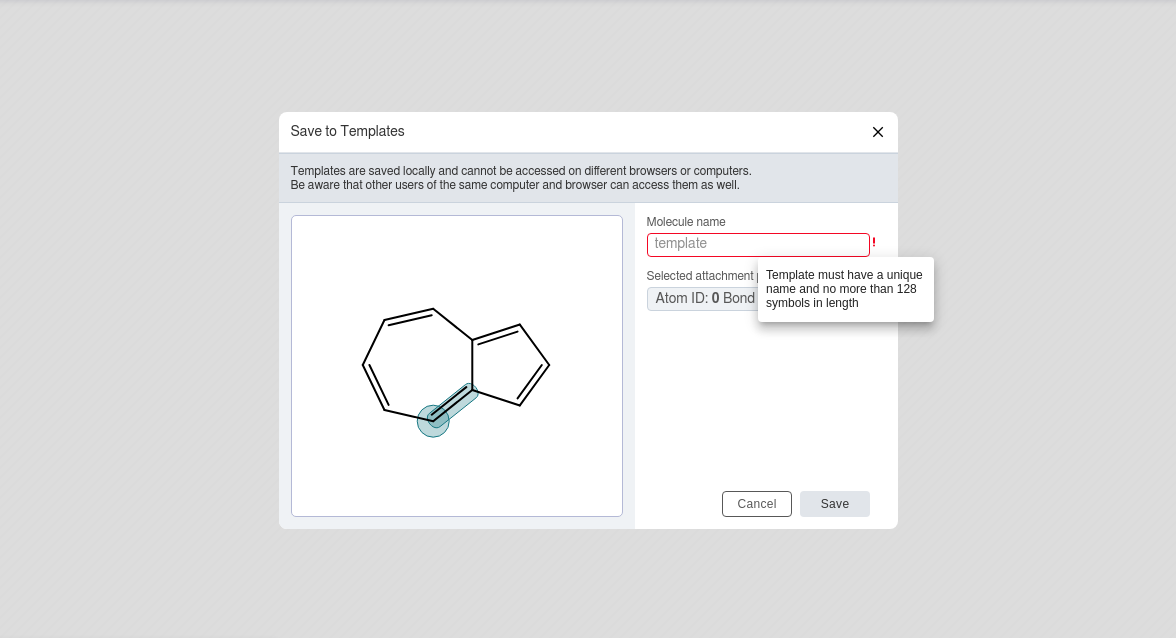 Save to Templates
Templates are saved locally and cannot be accessed on different browsers or computers.
Be aware that other users of the same computer and browser can access them as well.
Molecule name
template
!
Selected attachment
Template must have a unique
name and no more than 128
symbols in length
Atom ID: 0 Bond
Cancel
Save